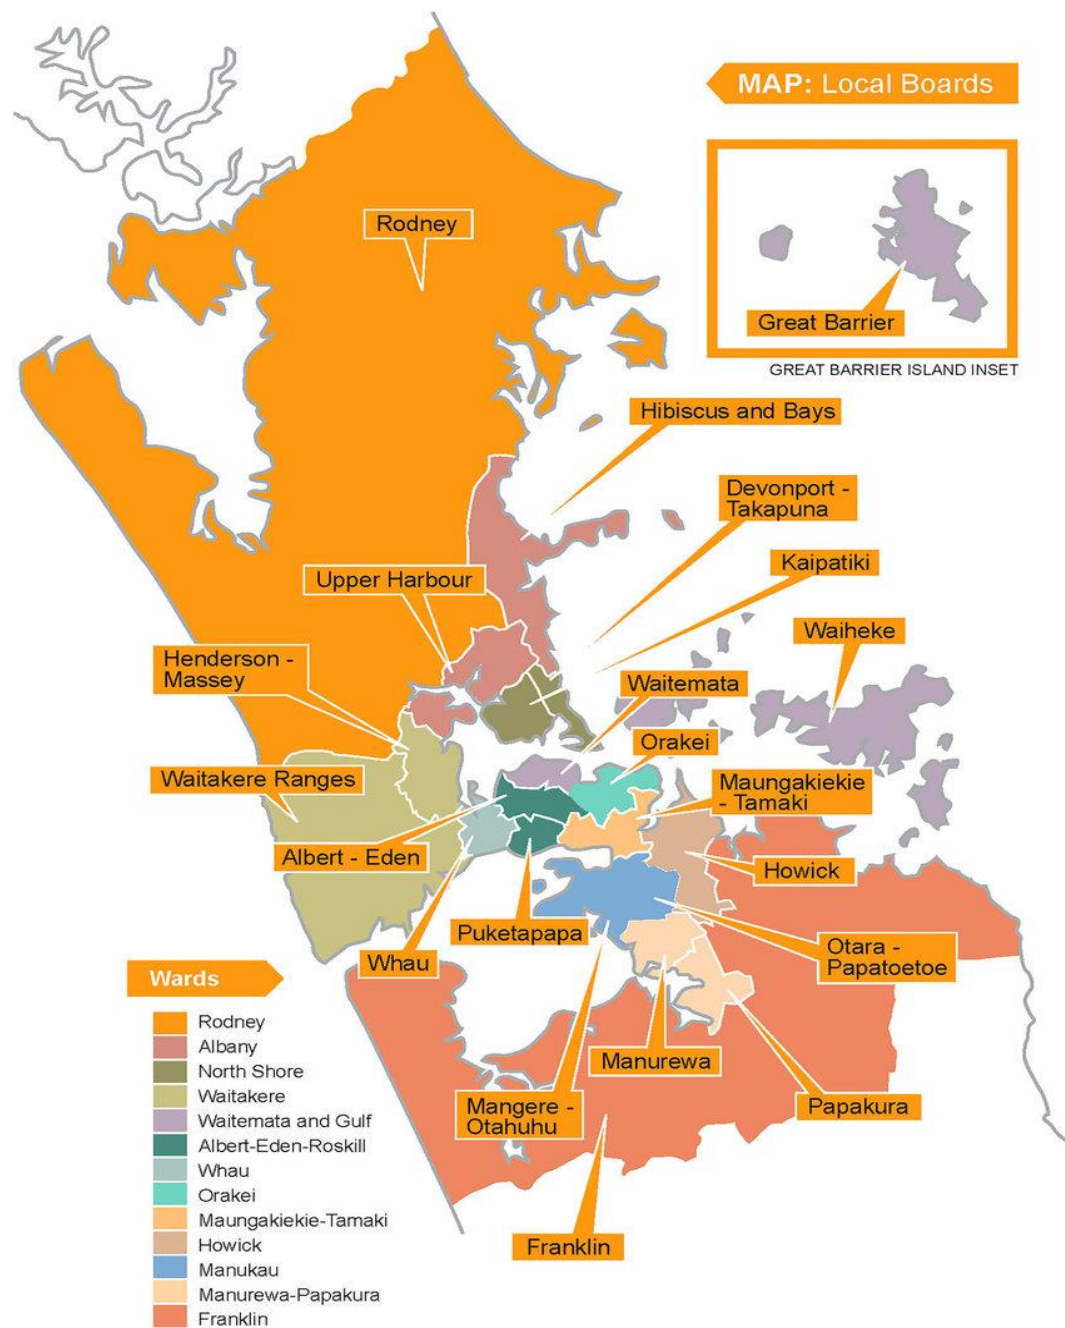 MAP: Local Boards
Rodney
Great Barrier
GREAT BARRIER ISLAND INSET
Hibiscus and Bays
Devonport -
Takapuna
Kaipatiki
Upper Harbour
Waiheke
Henderson -
Massey
Waitemata
Orakei
Waitakere Ranges
Maungakiekie
- Tamaki
Albert - Eden
Howick
Puketapapa
Whau
Otara -
Papatoetoe
Manurewa
Mangere -
Otahuhu
Papakura
Franklin
Wards
Rodney
Albany
North Shore
Waitakere
Waitemata and Gulf
Albert-Eden-Roskill
Whau
Orakei
Maungakiekie-Tamaki
Howick
Manukau
Manurewa-Papakura
Franklin